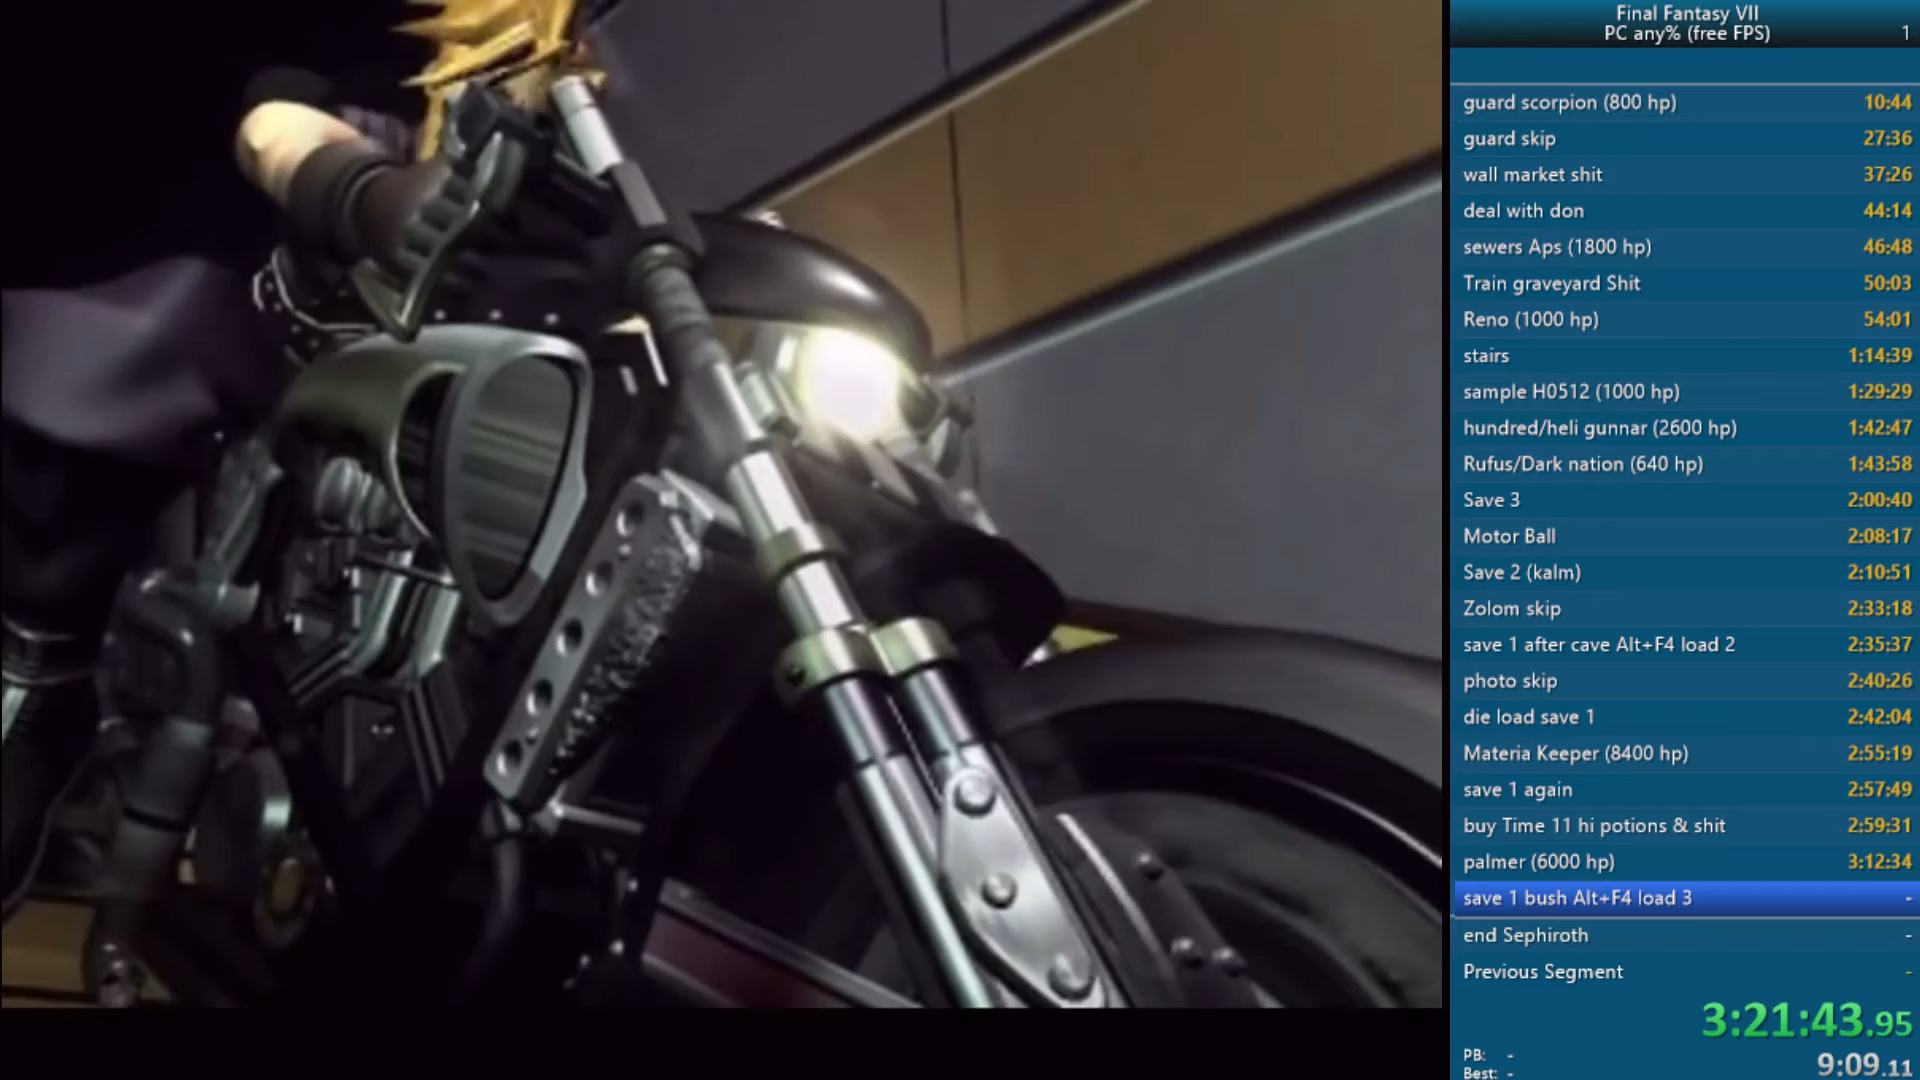 Final Fantasy VII
PC any% (free FPS) 1
guard scorpion (800 hp) 10:44
guard skip 27:36
wall market shit 37:26
deal with don 44:14
sewers Aps (1800 hp) 46:48
Train graveyard Shit 50:03
Reno (1000 hp) 54:01
stairs 1:14:39
sample H0512 (1000 hp) 1:29:29
hundred/heli gunnar (2600 hp) 1:42:47
Rufus/Dark nation (640 hp) 1:43:58
Save 3 2:00:40
Motor Ball 2:08:17
Save 2 (kalm) 2:10:51
Zolom skip 2:33:18
save 1 after cave Alt+F4 load 2 2:35:37
photo skip 2:40:26
die load save 1 2:42:04
Materia Keeper (8400 hp) 2:55:19
save 1 again 2:57:49
buy Time 11 hi potions & shit 2:59:31
palmer (6000 hp) 3:12:34
save 1 bush Alt+F4 load 3 -
end Sephiroth -
Previous Segment -
3:21:43.95
PB: -
Best: - 9:09.11